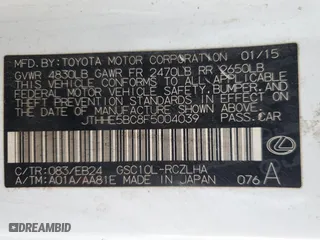 MFD. BY: TOYOTA MOTOR CORPORATION 01/15
GVWR 4830LB GAWR FR 2470LB RR 2650LB
THIS VEHICLE CONFORMS TO ALL APPLICABLE
FEDERAL MOTOR VEHICLE SAFETY, BUMPER, AND
THEFT PREVENTION STANDARDS IN EFFECT ON
THE DATE OF MANUFACTURE SHOWN ABOVE.
JTHHE5BC8F5004039 PASS. CAR
C/TR: 083/EB24 GSC10L-RCZLHA
A/TM: A01A/AA81E MADE IN JAPAN 076 A
DEALER.AUCTION